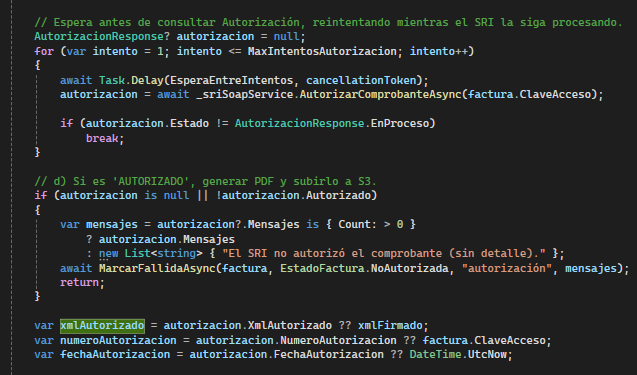 // Espera antes de consultar Autorización, reintentando mientras el SRI la siga procesando.
AutorizacionResponse? autorizacion = null;
for (var intento = 1; intento <= MaxIntentosAutorizacion; intento++)
{
    await Task.Delay(EsperaEntreIntentos, cancellationToken);
    autorizacion = await _sriSoapService.AutorizarComprobanteAsync(factura.ClaveAcceso);

    if (autorizacion.Estado != AutorizacionResponse.EnProceso)
        break;
}

// d) Si es 'AUTORIZADO', generar PDF y subirlo a S3.
if (autorizacion is null || !autorizacion.Autorizado)
{
    var mensajes = autorizacion?.Mensajes is { Count: > 0 }
        ? autorizacion.Mensajes
        : new List<string> { "El SRI no autorizó el comprobante (sin detalle)." };
    await MarcarFallidaAsync(factura, EstadoFactura.NoAutorizada, "autorización", mensajes);
    return;
}

var xmlAutorizado = autorizacion.XmlAutorizado ?? xmlFirmado;
var numeroAutorizacion = autorizacion.NumeroAutorizacion ?? factura.ClaveAcceso;
var fechaAutorizacion = autorizacion.FechaAutorizacion ?? DateTime.UtcNow;